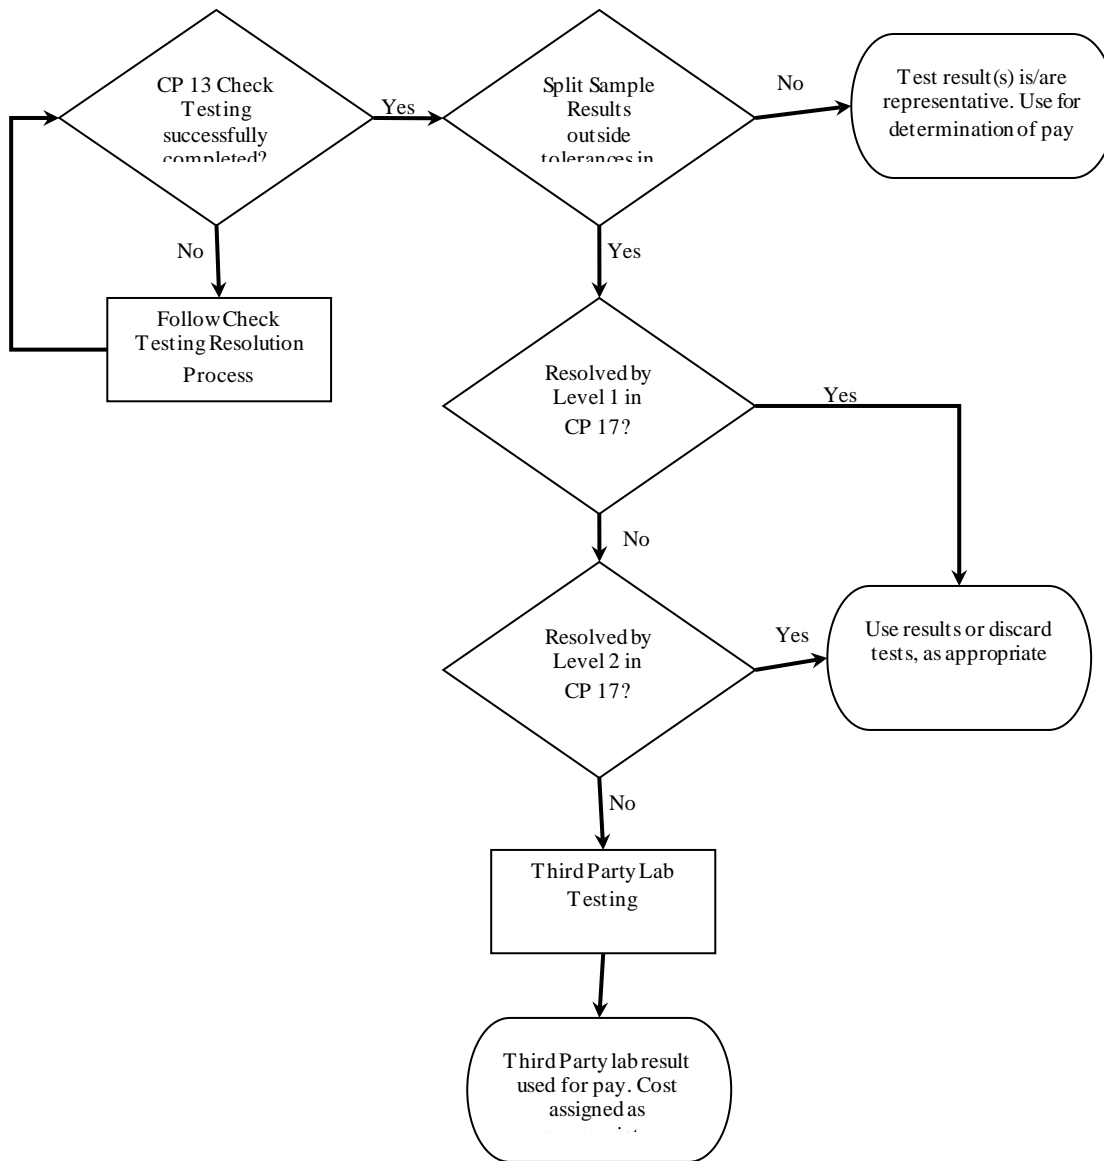 CP 13 Check
Testing
successfully
completed?
Yes
Split Sample
Results
outside
tolerances in
No
Test result(s) is/are
representative. Use for
determination of pay
No
Yes
Follow Check
Testing Resolution
Process
Resolved by
Level 1 in
CP 17?
Yes
No
Resolved by
Level 2 in
CP 17?
Yes
Use results or discard
tests, as appropriate
No
Third Party Lab
Testing
Third Party lab result
used for pay. Cost
assigned as